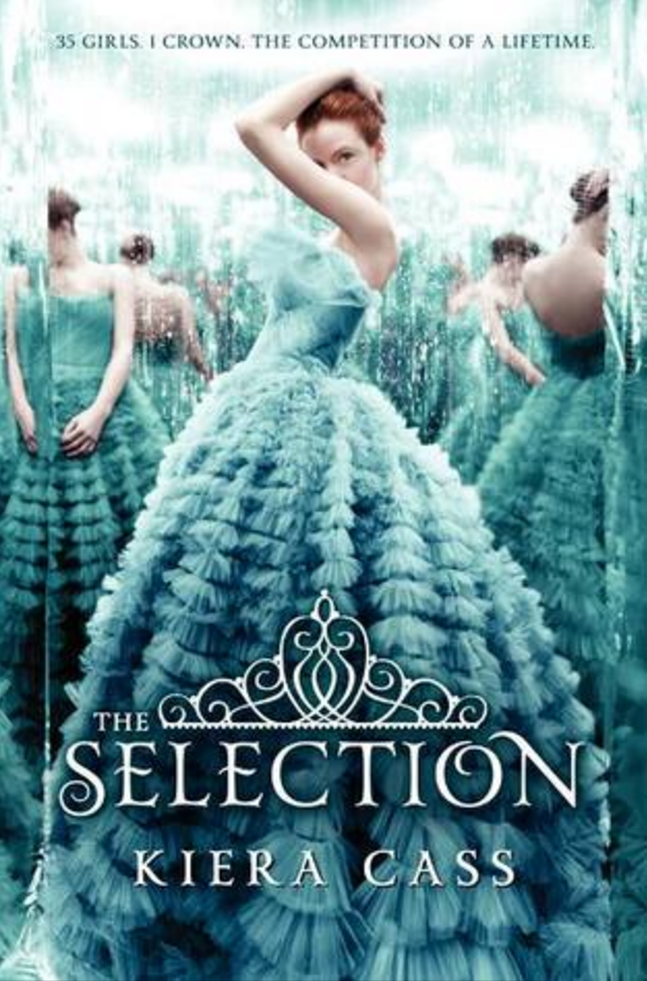 35 GIRLS. 1 CROWN. THE COMPETITION OF A LIFETIME.
THE
SELECTION
KIERA CASS